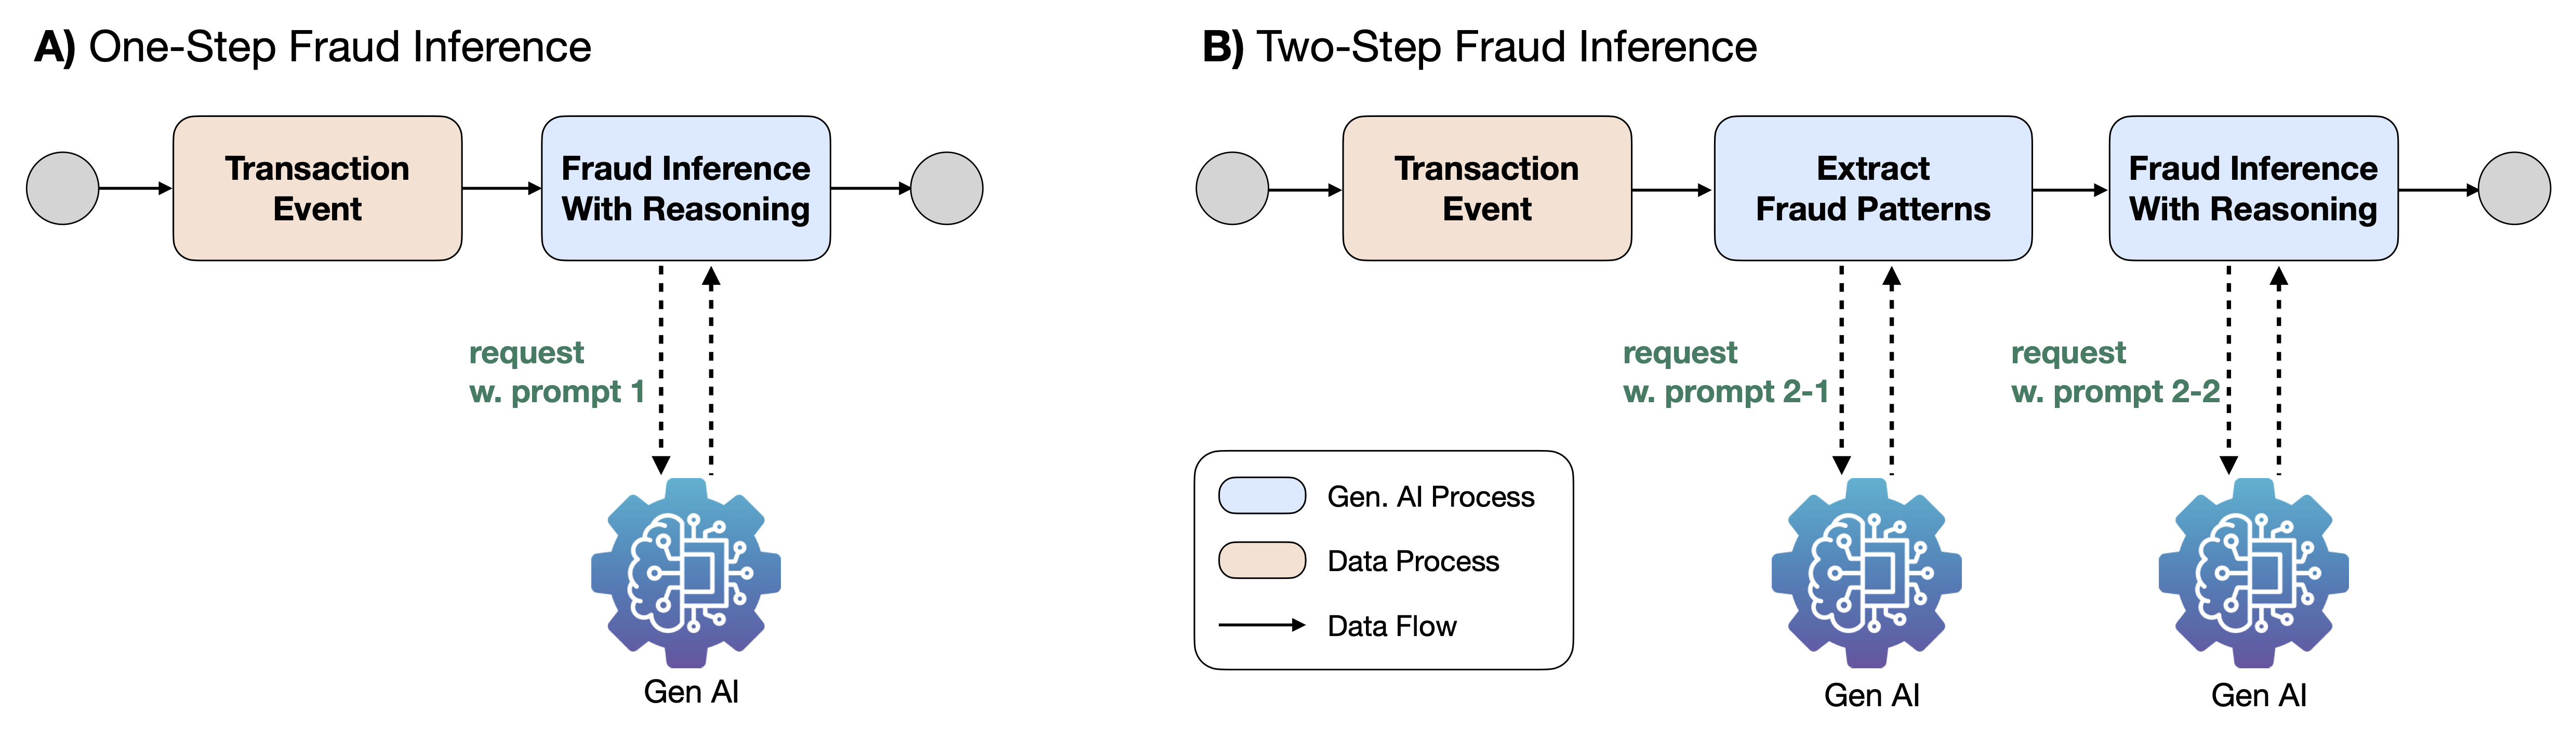 A) One-Step Fraud Inference
Transaction
Event
Fraud Inference
With Reasoning
request
w. prompt 1
Gen AI
B) Two-Step Fraud Inference
Transaction
Event
Extract
Fraud Patterns
Fraud Inference
With Reasoning
request
w. prompt 2-1
request
w. prompt 2-2
Gen. AI Process
Data Process
Data Flow
Gen AI
Gen AI